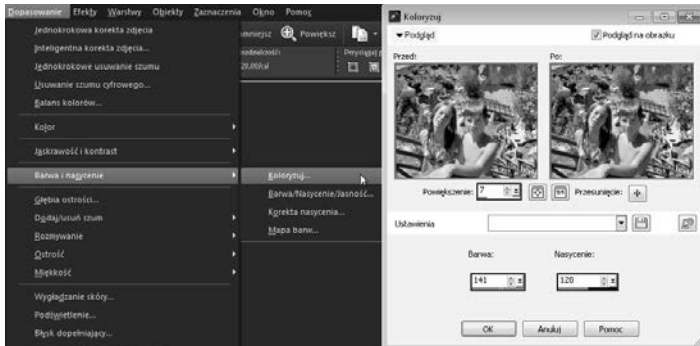 Dopasowanie Efekty Warstwy Obiekty Zaznaczenia Okno Pomoc
Jednokrokowa korekta zdjęcia
Inteligentna korekta zdjęcia...
Jednokrokowe usuwanie szumu
Usuwanie szumu cyfrowego...
Balans kolorów...
Kolor
Jaskrawość i kontrast
Barwa i nasycenie
Głębia ostrości...
Dodaj/usuń szum
Rozmywanie
Ostrość
Miękkość
Wygładzanie skóry...
Podświetlenie...
Błysk dopełniający...
Powiększ
Koloryzuj...
Barwa/Nasycenie/Jasność...
Korekta nasycenia...
Mapa barw...
Koloryzuj
Podgląd
Podgląd na obrazku
Przed:
Po:
Powiększenie: 7
Przesunięcie:
Ustawienia
Barwa: Nasycenie:
141 120
OK Anuluj Pomoc